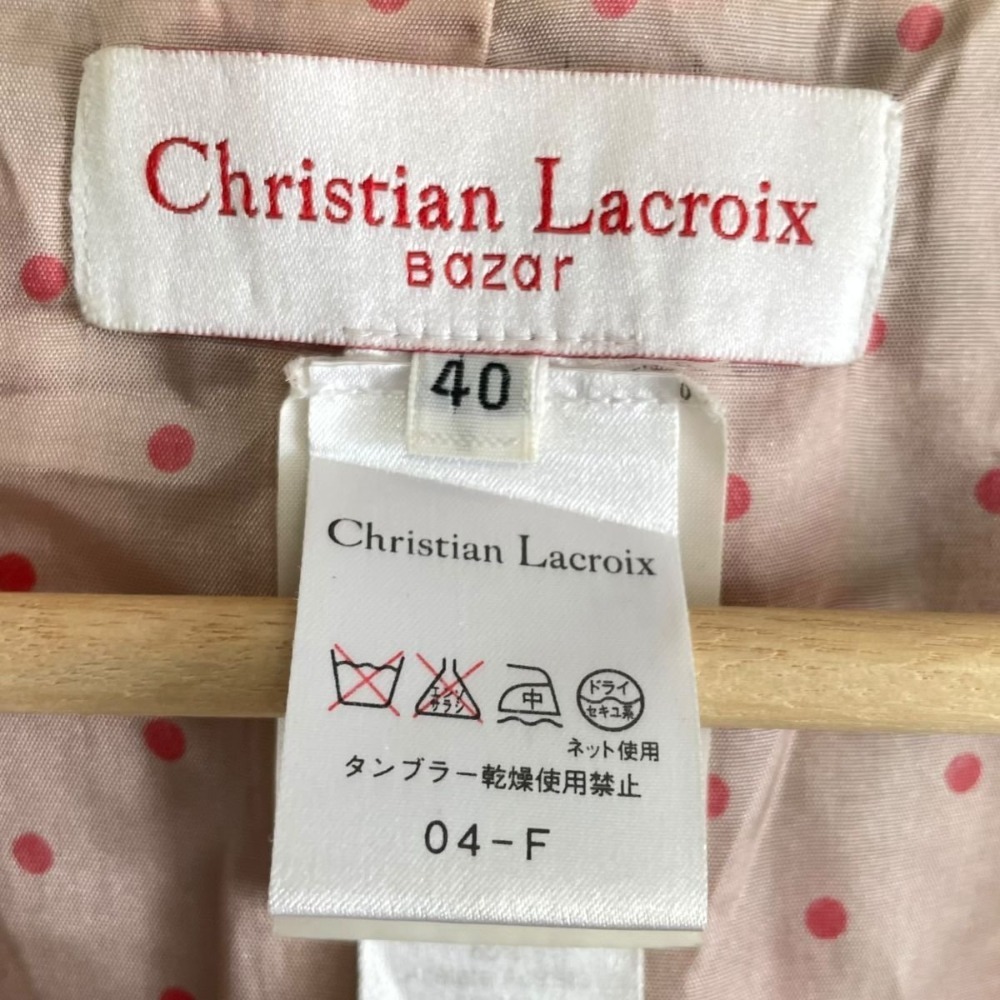 Christian Lacroix
Bazar
40
Christian Lacroix
エンソ
サラシ
中
ドライ
セキユ系
ネット使用
タンブラー乾燥使用禁止
04-F